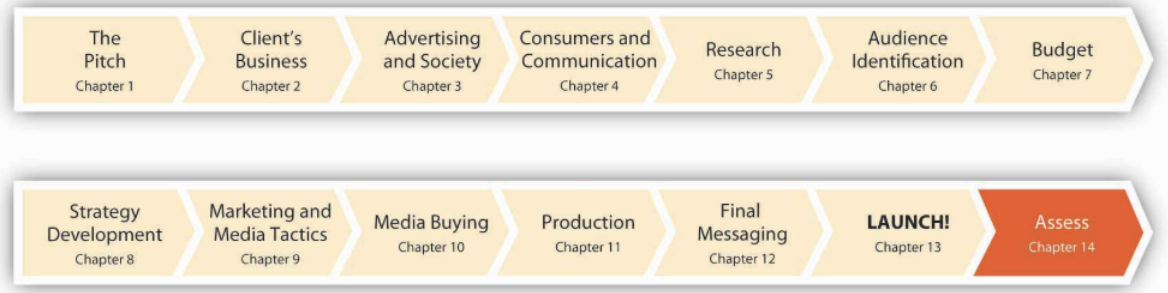 The
Pitch
Chapter 1
Client's
Business
Chapter 2
Advertising
and Society
Chapter 3
Consumers and
Communication
Chapter 4
Research
Chapter 5
Audience
Identification
Chapter 6
Budget
Chapter 7
Strategy
Development
Chapter 8
Marketing and
Media Tactics
Chapter 9
Media Buying
Chapter 10
Production
Chapter 11
Final
Messaging
Chapter 12
LAUNCH!
Chapter 13
Assess
Chapter 14